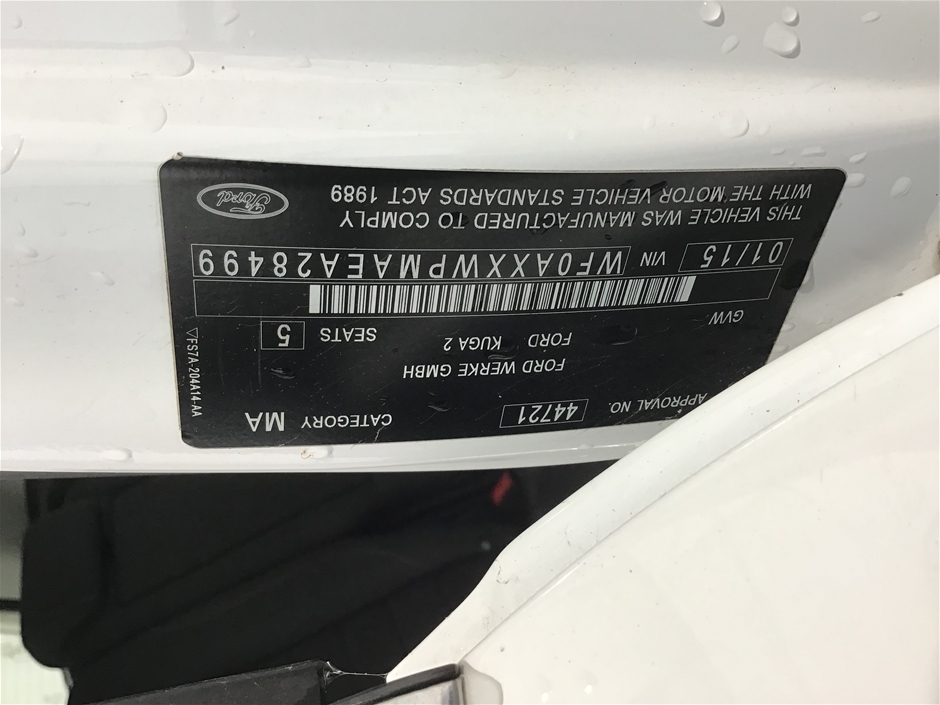 APPROVAL NO. 44721 CATEGORY MA
FORD WERKE GMBH
FORD KUGA 2
GVW SEATS 5
01/15 VIN WF0AXXWPMAEA28499
THIS VEHICLE WAS MANUFACTURED TO COMPLY
WITH THE MOTOR VEHICLE STANDARDS ACT 1989
Ford
FS7A-204A14-AA